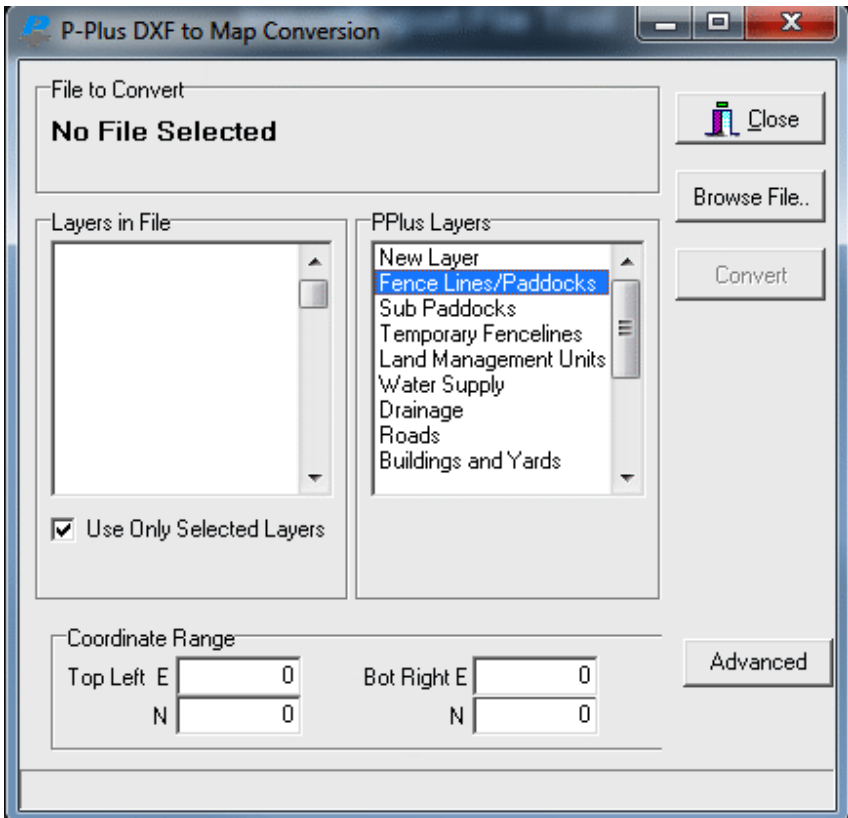 P-Plus DXF to Map Conversion
File to Convert
No File Selected
Close
Browse File..
Convert
Layers in File
Use Only Selected Layers
PPlus Layers
New Layer
Fence Lines/Paddocks
Sub Paddocks
Temporary Fencelines
Land Management Units
Water Supply
Drainage
Roads
Buildings and Yards
Coordinate Range
Top Left E 0 Bot Right E 0
N 0 N 0
Advanced